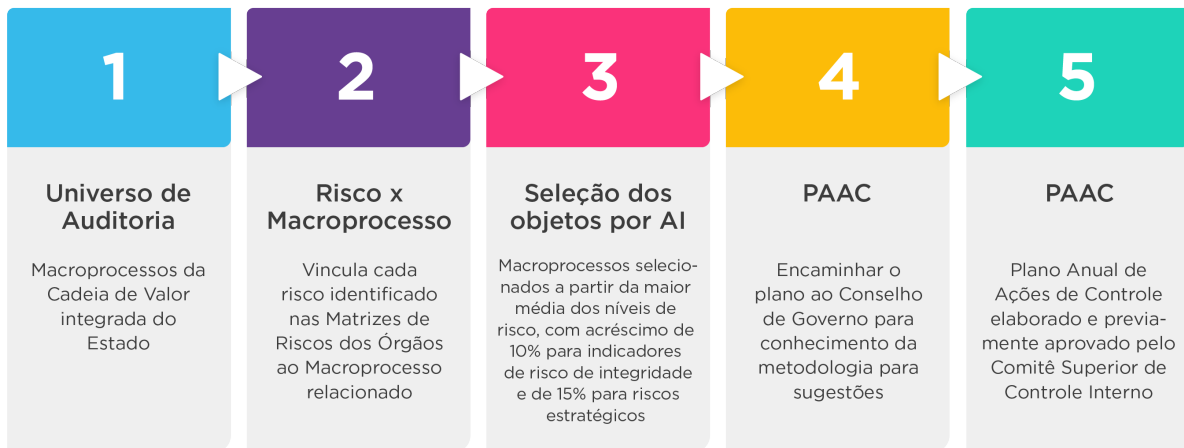 1
Universo de
Auditoria
Macroprocessos da
Cadeia de Valor
integrada do
Estado
2
Risco x
Macroprocesso
Vincula cada
risco identificado
nas Matrizes de
Riscos dos Órgãos
ao Macroprocesso
relacionado
3
Seleção dos
objetos por AI
Macroprocessos selecio-
nados a partir da maior
média dos níveis de
risco, com acréscimo de
10% para indicadores
de risco de integridade
e de 15% para riscos
estratégicos
4
PAAC
Encaminhar o
plano ao Conselho
de Governo para
conhecimento da
metodologia para
sugestões
5
PAAC
Plano Anual de
Ações de Controle
elaborado e previa-
mente aprovado pelo
Comitê Superior de
Controle Interno